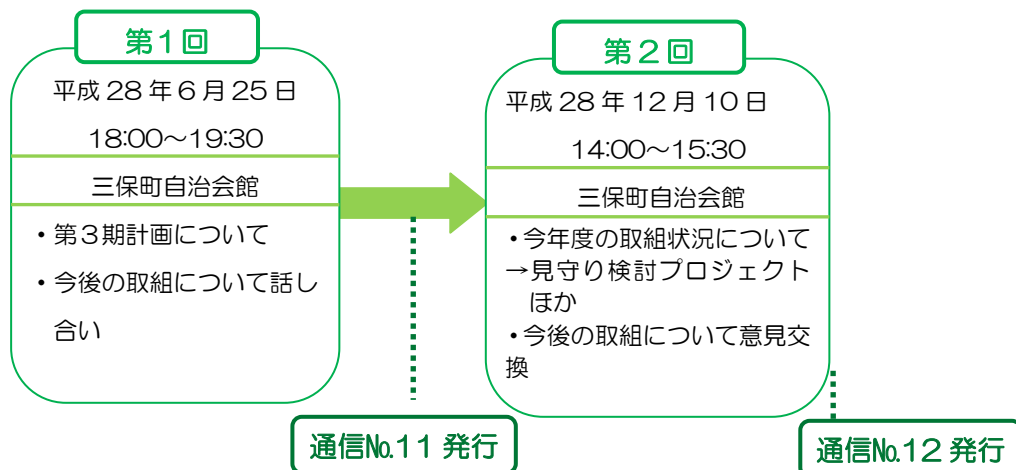 第1回
平成 28 年 6 月 25 日
18:00～19:30
三保町自治会館
・第3期計画について
・今後の取組について話し
合い
第2回
平成 28 年 12 月 10 日
14:00～15:30
三保町自治会館
・今年度の取組状況について
→見守り検討プロジェクト
ほか
・今後の取組について意見交
換
通信№11 発行
通信№12 発行